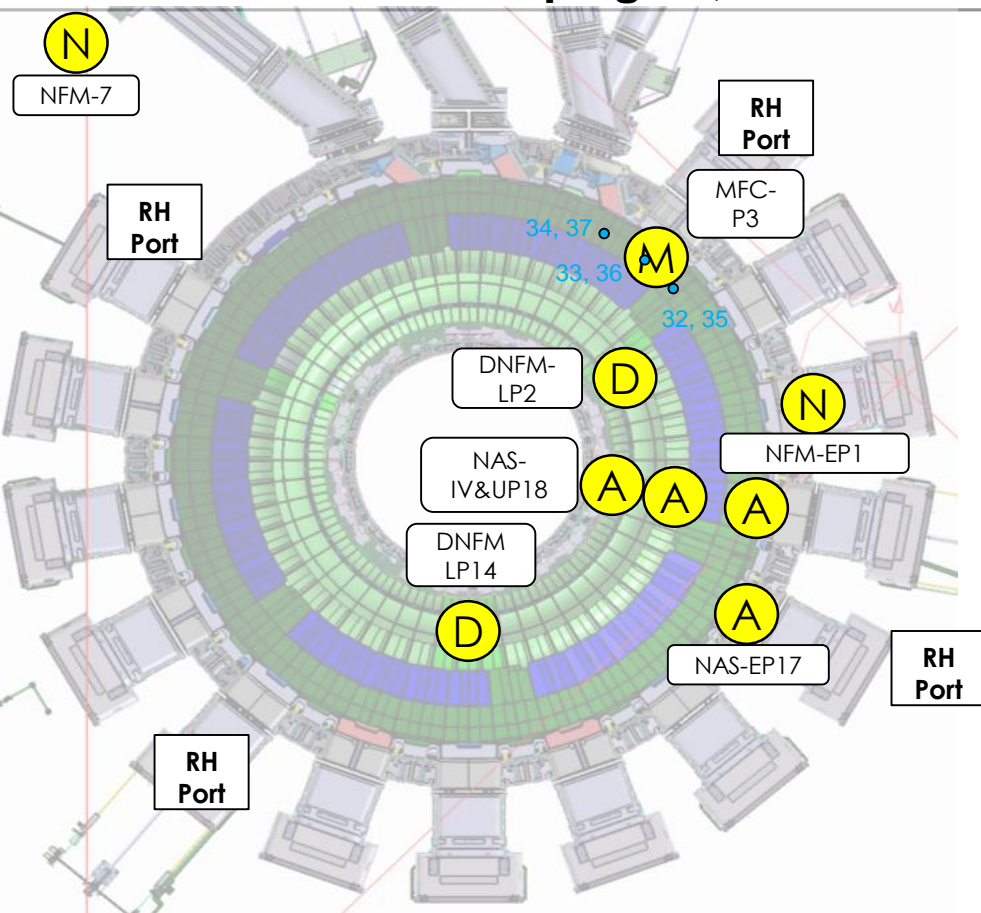 N
NFM-7
RH
Port
RH
Port
MFC-
P3
34, 37
M
33, 36
32, 35
DNFM-
LP2
D
N
NFM-EP1
NAS-
IV&UP18
A
A
A
DNFM
LP14
D
A
NAS-EP17
RH
Port
RH
Port